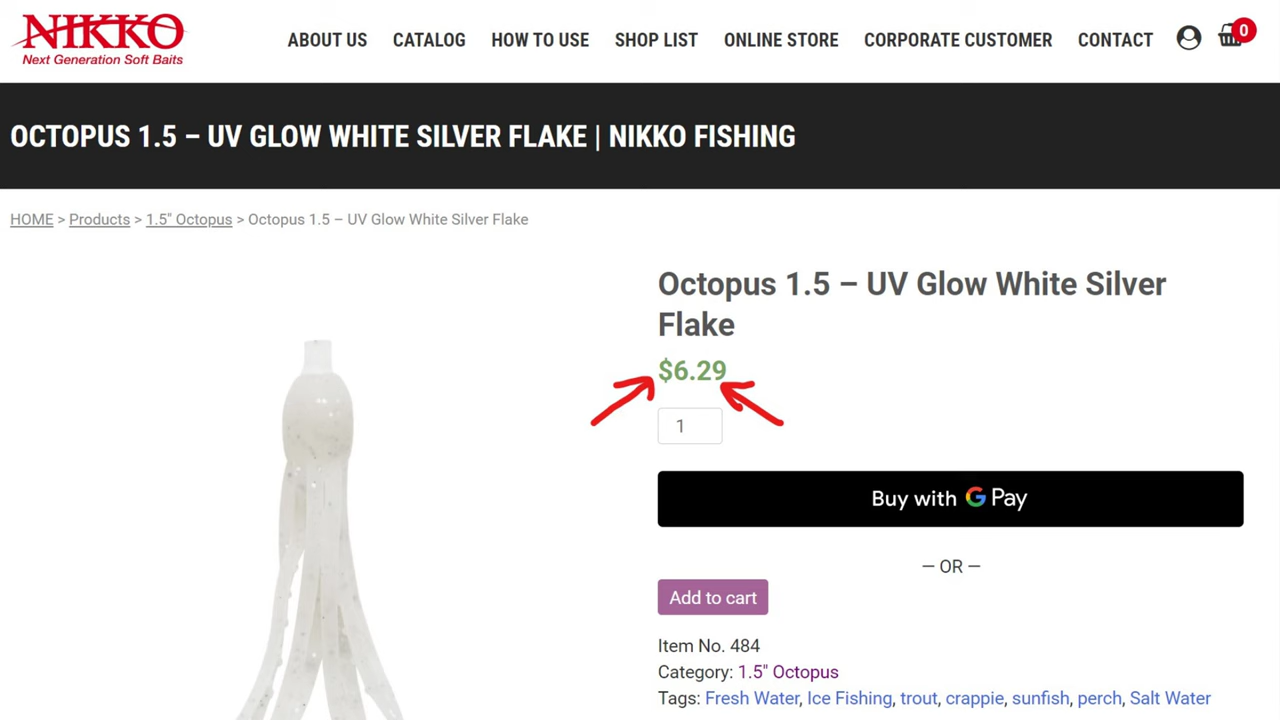 NIKKO
Next Generation Soft Baits
ABOUT US CATALOG HOW TO USE SHOP LIST ONLINE STORE CORPORATE CUSTOMER CONTACT 0
OCTOPUS 1.5 – UV GLOW WHITE SILVER FLAKE | NIKKO FISHING
HOME > Products > 1.5" Octopus > Octopus 1.5 – UV Glow White Silver Flake
Octopus 1.5 – UV Glow White Silver
Flake
$6.29
1
Buy with G Pay
— OR —
Add to cart
Item No. 484
Category: 1.5" Octopus
Tags: Fresh Water, Ice Fishing, trout, crappie, sunfish, perch, Salt Water